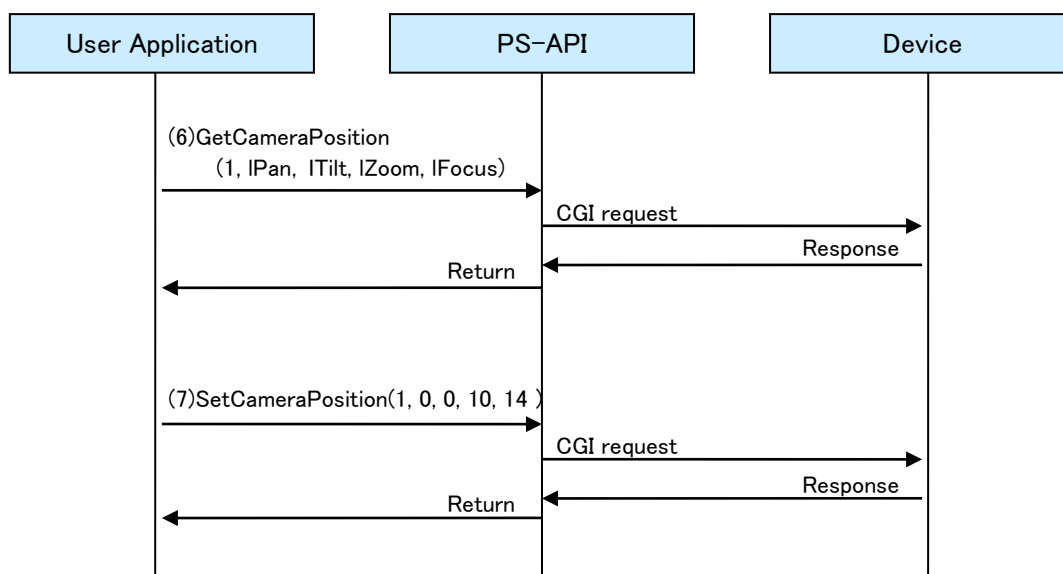 User Application
PS-API
Device
(6)GetCameraPosition
(1, lPan, lTilt, lZoom, lFocus)
CGI request
Response
Return
(7)SetCameraPosition(1, 0, 0, 10, 14 )
CGI request
Response
Return